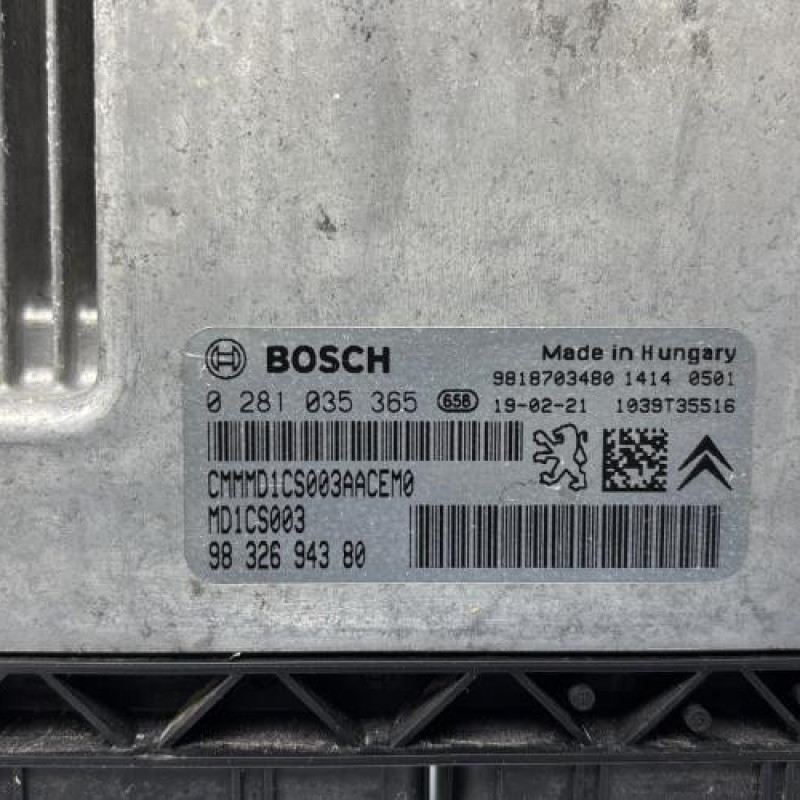 BOSCH
Made in Hungary
9818703480 1414 0501
0 281 035 365 658 19-02-21 1039T35516
CMMMD1CS003AACEM0
MD1CS003
98 326 943 80